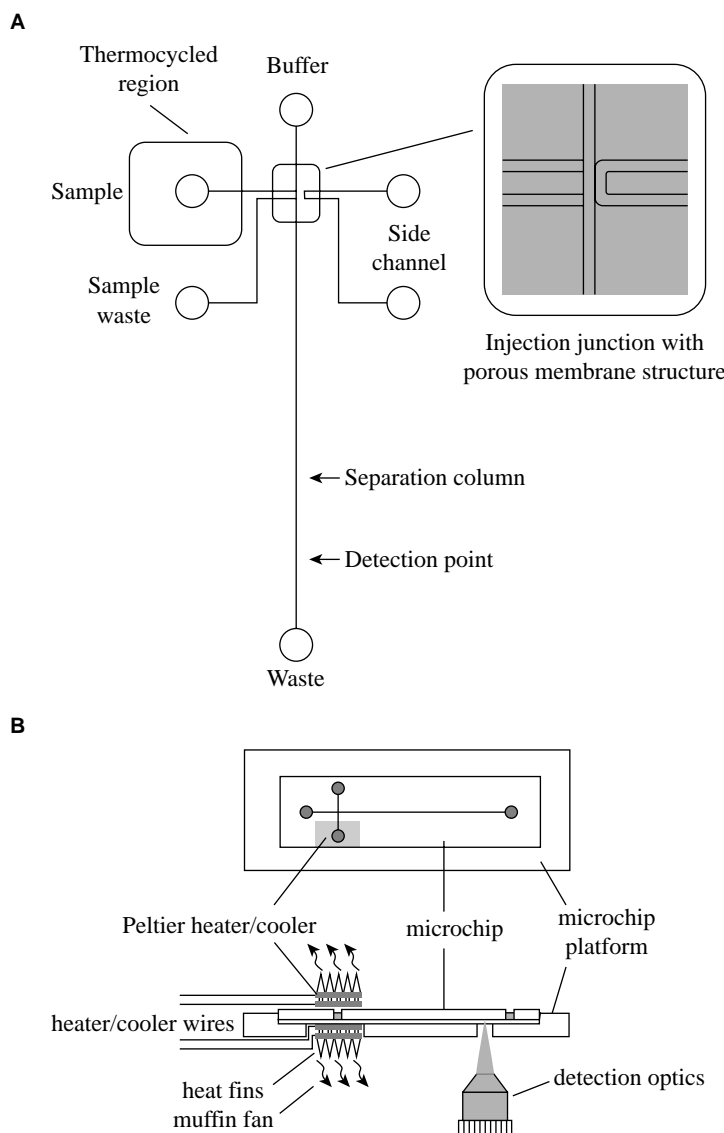 A
Thermocycled
region
Buffer
Sample
Side
channel
Sample
waste
Injection junction with
porous membrane structure
Separation column
Detection point
Waste
B
Peltier heater/cooler
microchip
microchip
platform
heater/cooler wires
heat fins
muffin fan
detection optics